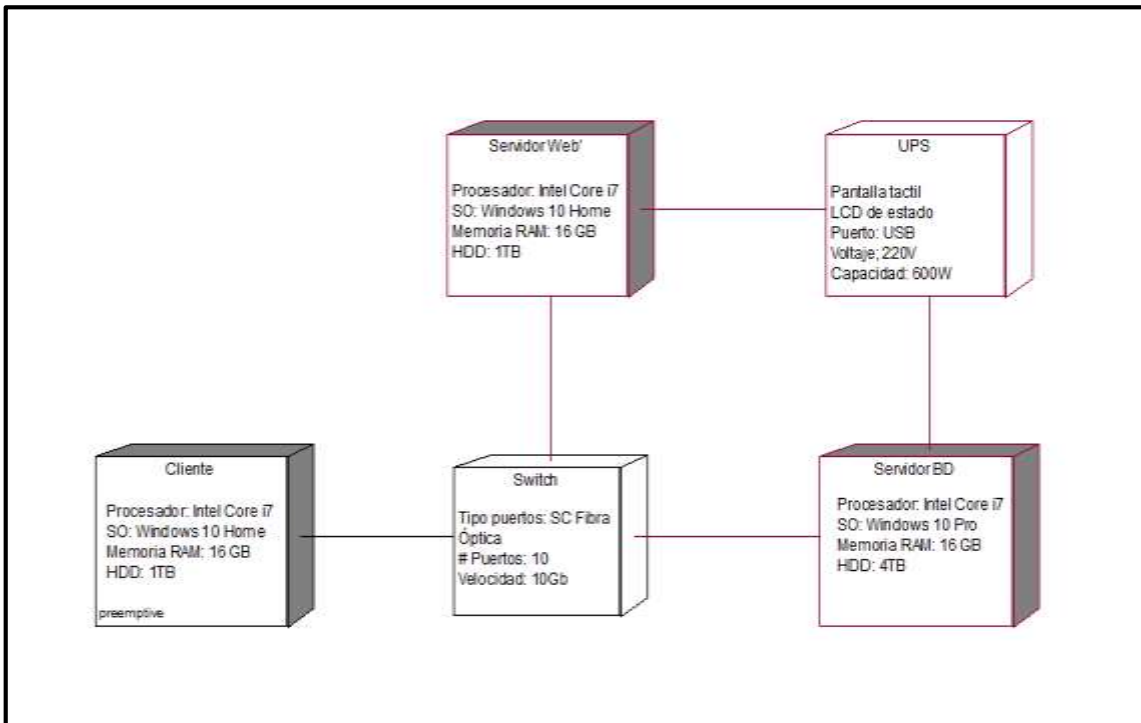 Servidor Web'
Procesador: Intel Core i7
SO: Windows 10 Home
Memoria RAM: 16 GB
HDD: 1TB
UPS
Pantalla tactil
LCD de estado
Puerto: USB
Voltaje; 220V
Capacidad: 600W
Cliente
Procesador: Intel Core i7
SO: Windows 10 Home
Memoria RAM: 16 GB
HDD: 1TB
preemptive
Switch
Tipo puertos: SC Fibra
Óptica
# Puertos: 10
Velocidad: 10Gb
Servidor BD
Procesador: Intel Core i7
SO: Windows 10 Pro
Memoria RAM: 16 GB
HDD: 4TB